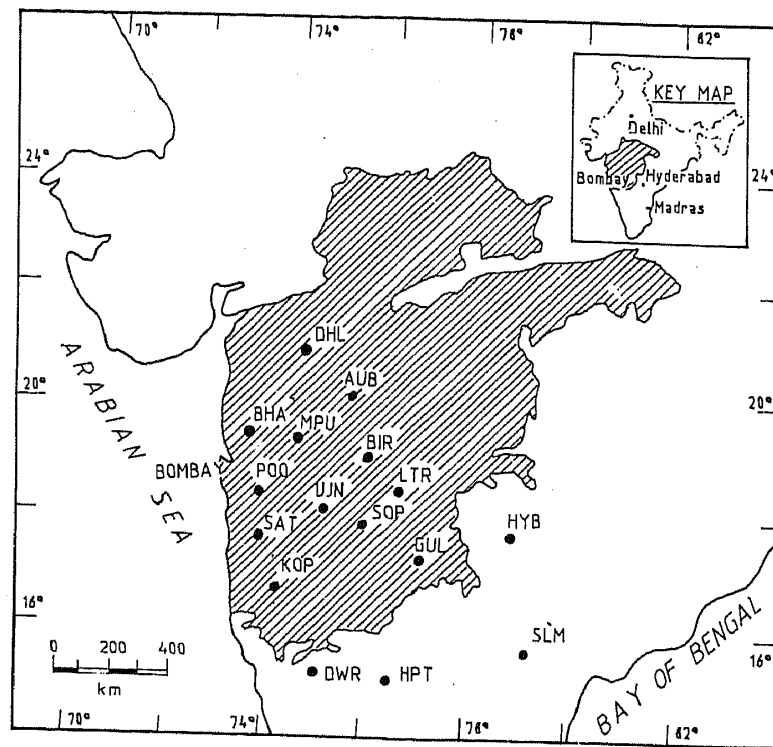 70° 74° 78° 82°
KEY MAP
Delhi
Bombay
Hyderabad
Madras
24° 24°
ARABIAN SEA
DHL
AUB
20° 20°
BHA
MPU
BIR
BOMBAY
POO
LTR
UJN
SOP
SAT
HYB
GUL
KOP
16°
0 200 400
km
SLM
16°
DWR
HPT
BAY OF BENGAL
70° 74° 78° 82°